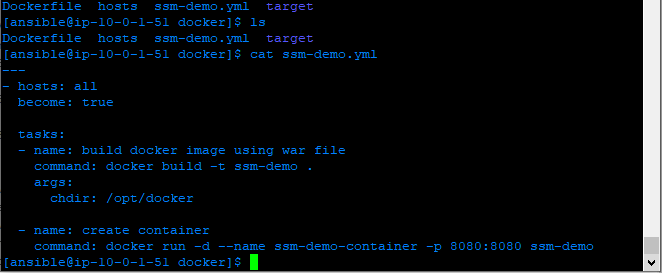 Dockerfile  hosts  ssm-demo.yml  target
[ansible@ip-10-0-1-51 docker]$ ls
Dockerfile  hosts  ssm-demo.yml  target
[ansible@ip-10-0-1-51 docker]$ cat ssm-demo.yml
---
- hosts: all
  become: true

  tasks:
  - name: build docker image using war file
    command: docker build -t ssm-demo .
    args:
      chdir: /opt/docker

  - name: create container
    command: docker run -d --name ssm-demo-container -p 8080:8080 ssm-demo
[ansible@ip-10-0-1-51 docker]$